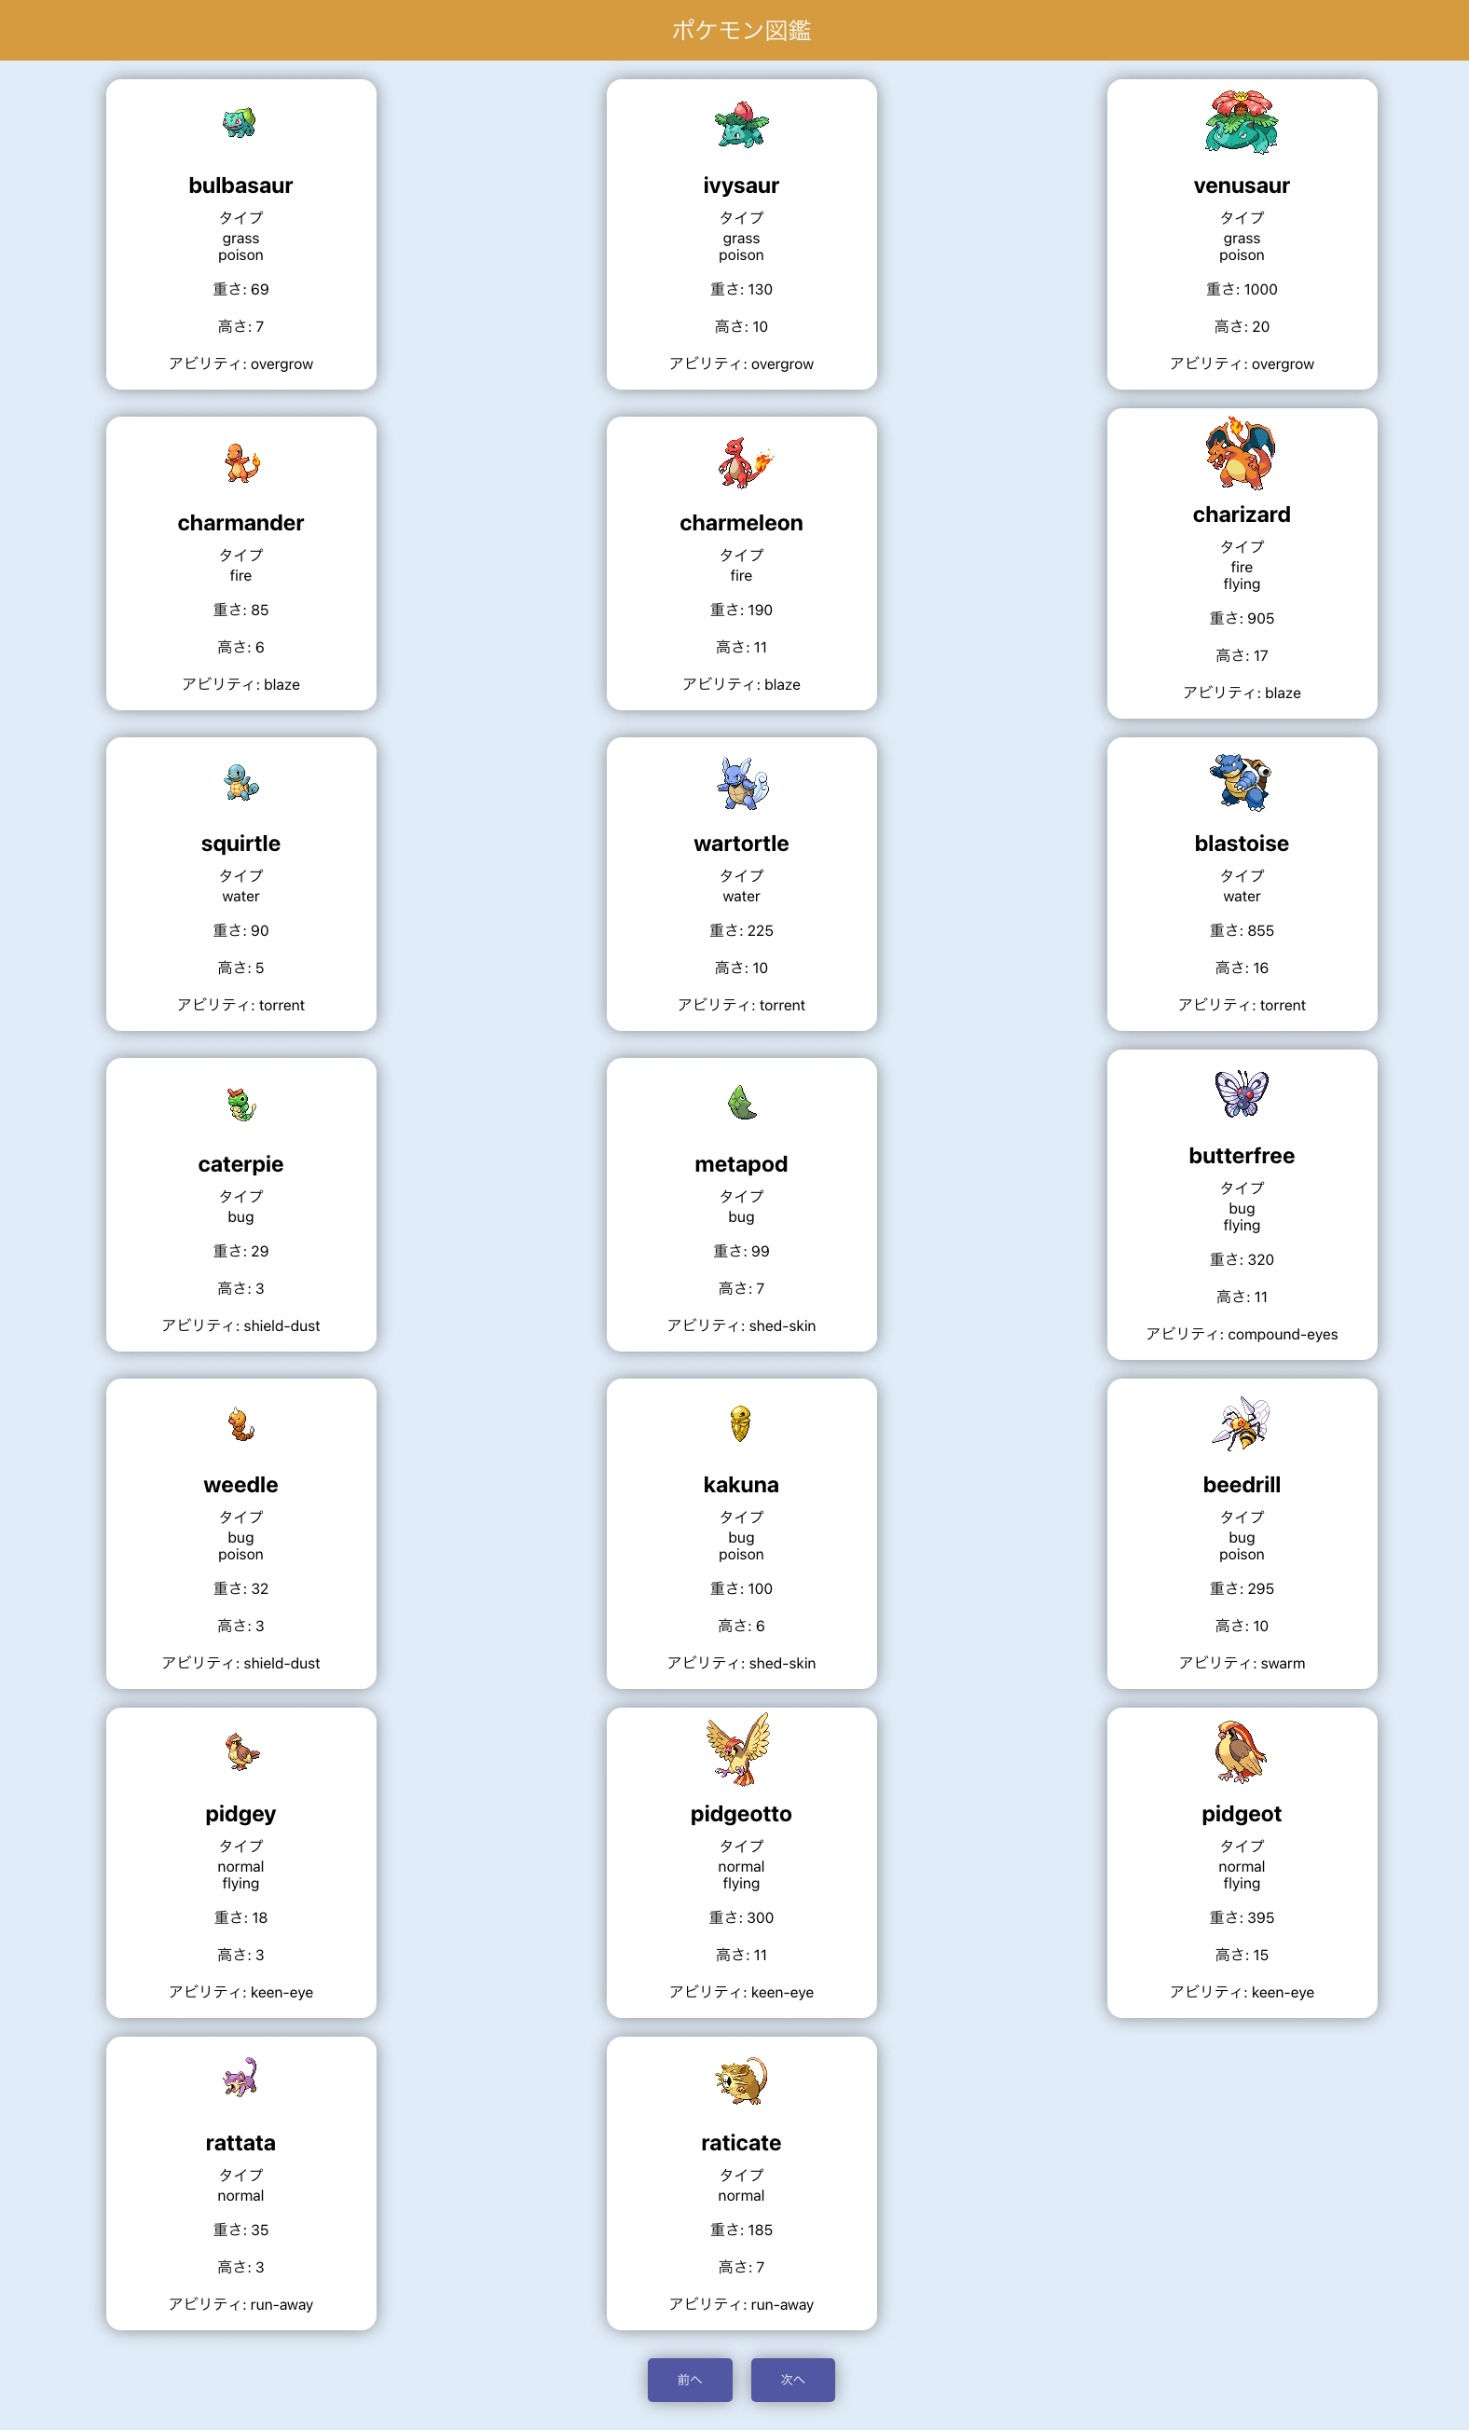 ポケモン図鑑
bulbasaur
タイプ
grass
poison
重さ: 69
高さ: 7
アビリティ: overgrow
ivysaur
タイプ
grass
poison
重さ: 130
高さ: 10
アビリティ: overgrow
venusaur
タイプ
grass
poison
重さ: 1000
高さ: 20
アビリティ: overgrow
charmander
タイプ
fire
重さ: 85
高さ: 6
アビリティ: blaze
charmeleon
タイプ
fire
重さ: 190
高さ: 11
アビリティ: blaze
charizard
タイプ
fire
flying
重さ: 905
高さ: 17
アビリティ: blaze
squirtle
タイプ
water
重さ: 90
高さ: 5
アビリティ: torrent
wartortle
タイプ
water
重さ: 225
高さ: 10
アビリティ: torrent
blastoise
タイプ
water
重さ: 855
高さ: 16
アビリティ: torrent
caterpie
タイプ
bug
重さ: 29
高さ: 3
アビリティ: shield-dust
metapod
タイプ
bug
重さ: 99
高さ: 7
アビリティ: shed-skin
butterfree
タイプ
bug
flying
重さ: 320
高さ: 11
アビリティ: compound-eyes
weedle
タイプ
bug
poison
重さ: 32
高さ: 3
アビリティ: shield-dust
kakuna
タイプ
bug
poison
重さ: 100
高さ: 6
アビリティ: shed-skin
beedrill
タイプ
bug
poison
重さ: 295
高さ: 10
アビリティ: swarm
pidgey
タイプ
normal
flying
重さ: 18
高さ: 3
アビリティ: keen-eye
pidgeotto
タイプ
normal
flying
重さ: 300
高さ: 11
アビリティ: keen-eye
pidgeot
タイプ
normal
flying
重さ: 395
高さ: 15
アビリティ: keen-eye
rattata
タイプ
normal
重さ: 35
高さ: 3
アビリティ: run-away
raticate
タイプ
normal
重さ: 185
高さ: 7
アビリティ: run-away
前へ
次へ